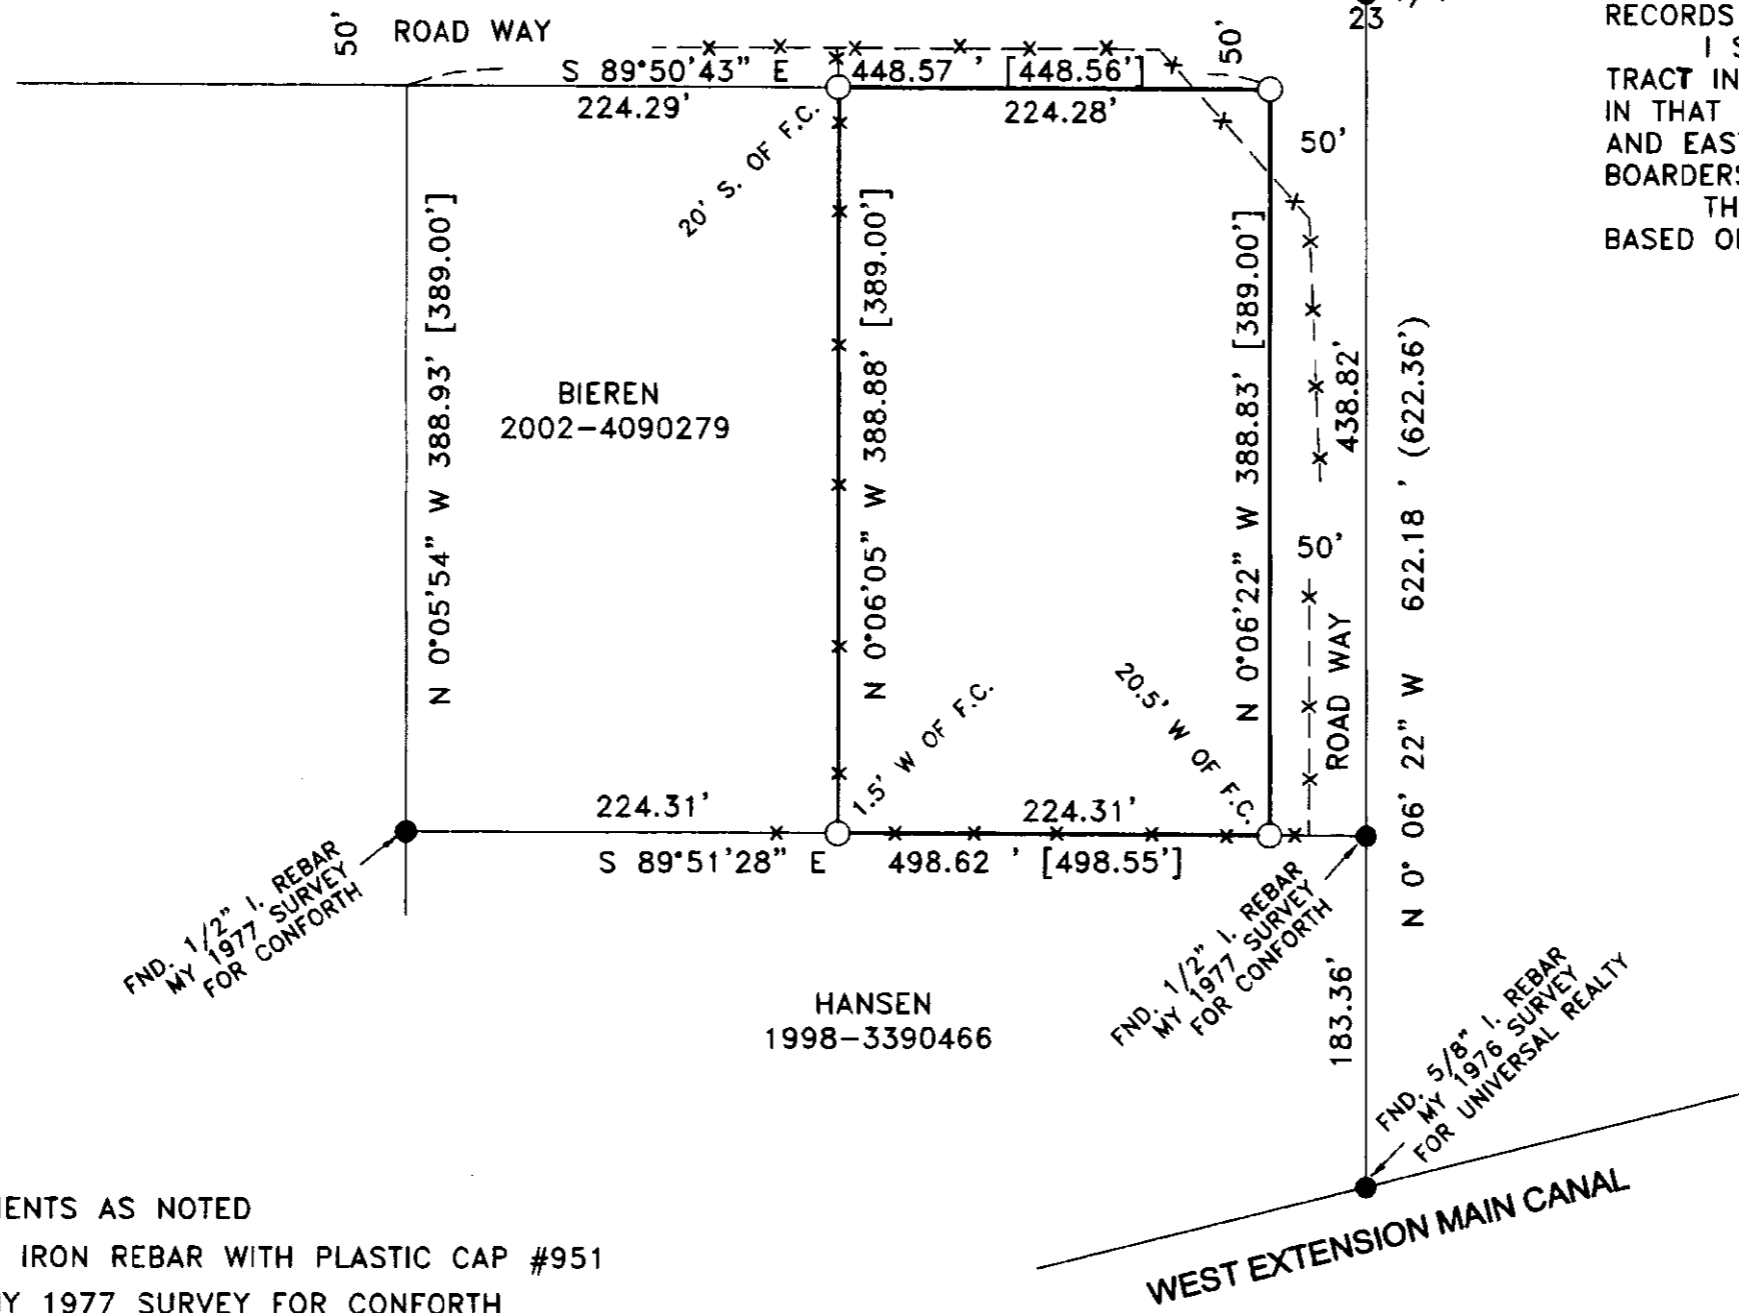 50'
ROAD WAY
50'
23
S 89°50'43" E
448.57 ' [448.56']
224.29'
224.28'
20' S. OF F.C.
50'
RECORDS
I S
TRACT IN
IN THAT
AND EAST
BOARDERS
TH
BASED O
N 0°05'54" W 388.93' [389.00']
BIEREN
2002-4090279
N 0°06'05" W 388.88' [389.00']
N 0°06'22" W 388.83' [389.00']
438.82'
50'
ROAD WAY
N 0° 06' 22" W 622.18 ' (622.36')
1.5' W OF F.C.
20.5' W OF F.C.
224.31'
224.31'
S 89°51'28" E
498.62 ' [498.55']
FND. 1/2" I. REBAR
MY 1977 SURVEY
FOR CONFORTH
FND. 1/2" I. REBAR
MY 1977 SURVEY
FOR CONFORTH
HANSEN
1998-3390466
183.36'
FND. 5/8" I. REBAR
MY 1976 SURVEY
FOR UNIVERSAL REALTY
WEST EXTENSION MAIN CANAL
MENTS AS NOTED
IRON REBAR WITH PLASTIC CAP #951
MY 1977 SURVEY FOR CONFORTH